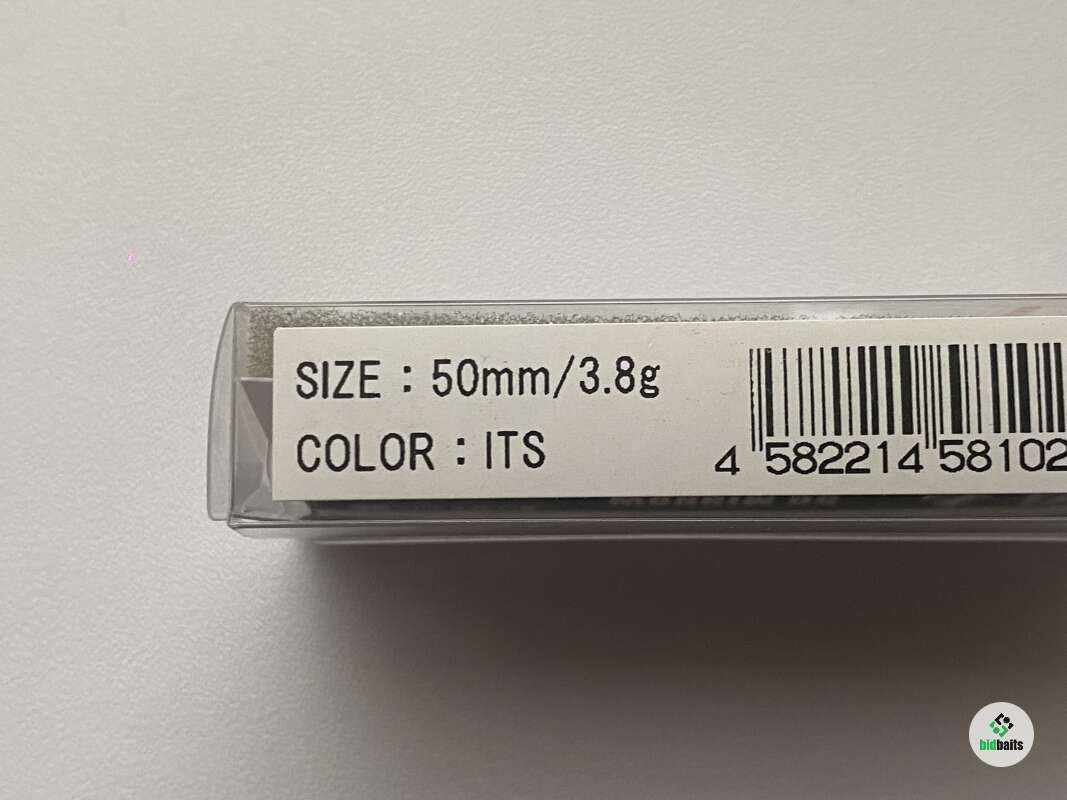 SIZE : 50mm/3.8g
COLOR : ITS
4 582214 58102
bidbaits